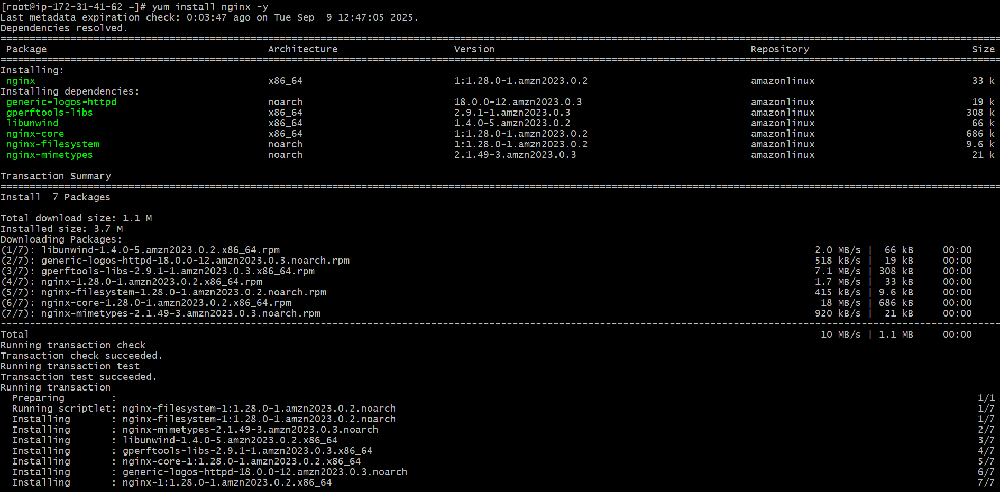 [root@ip-172-31-41-62 ~]# yum install nginx -y
Last metadata expiration check: 0:03:47 ago on Tue Sep  9 12:47:05 2025.
Dependencies resolved.
Package Architecture Version Repository Size
Installing:
nginx x86_64 1:1.28.0-1.amzn2023.0.2 amazonlinux 33 k
Installing dependencies:
generic-logos-httpd noarch 18.0.0-12.amzn2023.0.3 amazonlinux 19 k
gperftools-libs x86_64 2.9.1-1.amzn2023.0.3 amazonlinux 308 k
libunwind x86_64 1.4.0-5.amzn2023.0.2 amazonlinux 66 k
nginx-core x86_64 1:1.28.0-1.amzn2023.0.2 amazonlinux 686 k
nginx-filesystem noarch 1:1.28.0-1.amzn2023.0.2 amazonlinux 9.6 k
nginx-mimetypes noarch 2.1.49-3.amzn2023.0.3 amazonlinux 21 k
Transaction Summary
Install  7 Packages
Total download size: 1.1 M
Installed size: 3.7 M
Downloading Packages:
(1/7): libunwind-1.4.0-5.amzn2023.0.2.x86_64.rpm 2.0 MB/s |  66 kB 00:00
(2/7): generic-logos-httpd-18.0.0-12.amzn2023.0.3.noarch.rpm 518 kB/s |  19 kB 00:00
(3/7): gperftools-libs-2.9.1-1.amzn2023.0.3.x86_64.rpm 7.1 MB/s | 308 kB 00:00
(4/7): nginx-1.28.0-1.amzn2023.0.2.x86_64.rpm 1.7 MB/s |  33 kB 00:00
(5/7): nginx-filesystem-1.28.0-1.amzn2023.0.2.noarch.rpm 415 kB/s | 9.6 kB 00:00
(6/7): nginx-core-1.28.0-1.amzn2023.0.2.x86_64.rpm 18 MB/s | 686 kB 00:00
(7/7): nginx-mimetypes-2.1.49-3.amzn2023.0.3.noarch.rpm 920 kB/s |  21 kB 00:00
Total 10 MB/s | 1.1 MB 00:00
Running transaction check
Transaction check succeeded.
Running transaction test
Transaction test succeeded.
Running transaction
Preparing        : 1/1
Running scriptlet: nginx-filesystem-1:1.28.0-1.amzn2023.0.2.noarch 1/7
Installing       : nginx-filesystem-1:1.28.0-1.amzn2023.0.2.noarch 1/7
Installing       : nginx-mimetypes-2.1.49-3.amzn2023.0.3.noarch 2/7
Installing       : libunwind-1.4.0-5.amzn2023.0.2.x86_64 3/7
Installing       : gperftools-libs-2.9.1-1.amzn2023.0.3.x86_64 4/7
Installing       : nginx-core-1:1.28.0-1.amzn2023.0.2.x86_64 5/7
Installing       : generic-logos-httpd-18.0.0-12.amzn2023.0.3.noarch 6/7
Installing       : nginx-1:1.28.0-1.amzn2023.0.2.x86_64 7/7